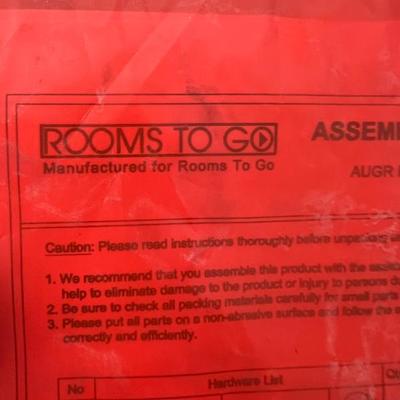 ROOMS TO GO
ASSEM
Manufactured for Rooms To Go
AUGR
Caution: Please read instructions thoroughly before unpacking
1. We recommend that you assemble this product with the
help to eliminate damage to the product or injury to persons
2. Be sure to check all packing materials carefully for small parts
3. Please put all parts on a non-abrasive surface and follow the
correctly and efficiently.
No
Hardware List